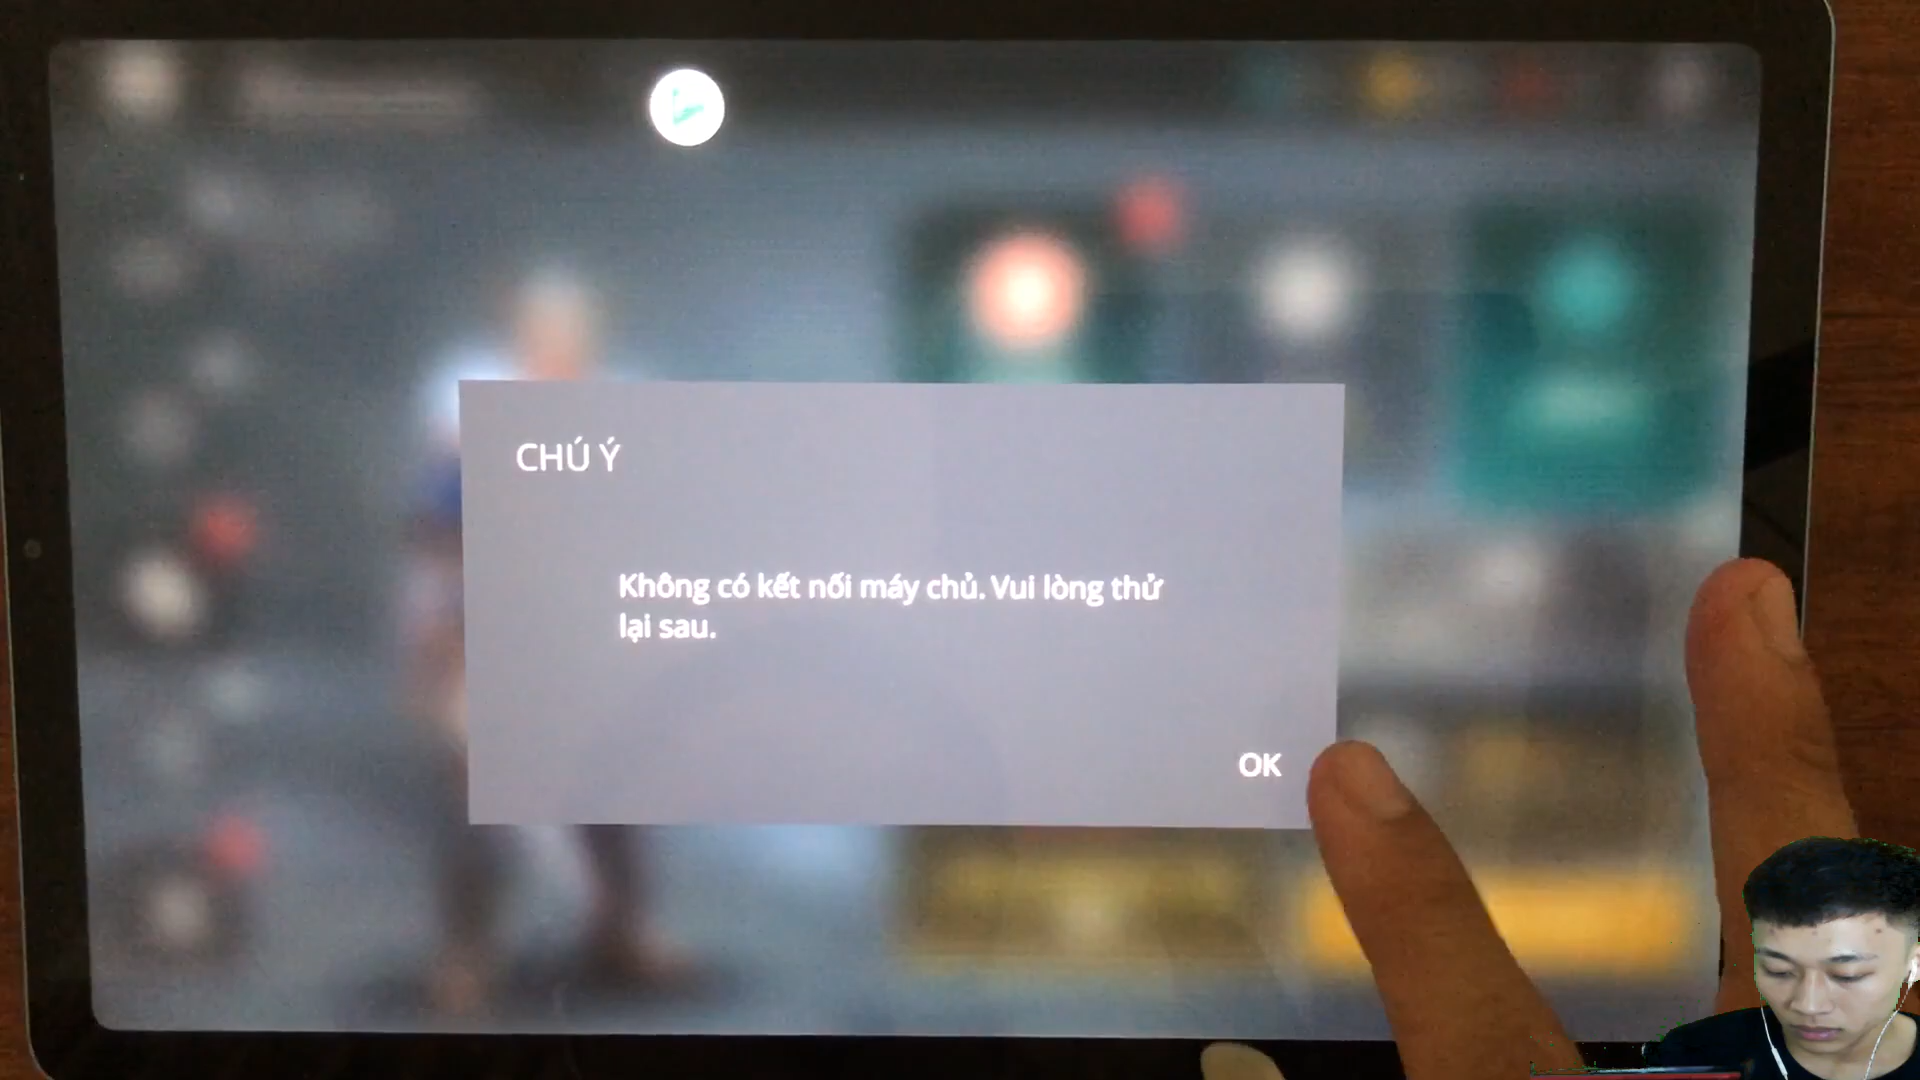 CHÚ Ý
Không có kết nối máy chủ. Vui lòng thử
lại sau.
OK